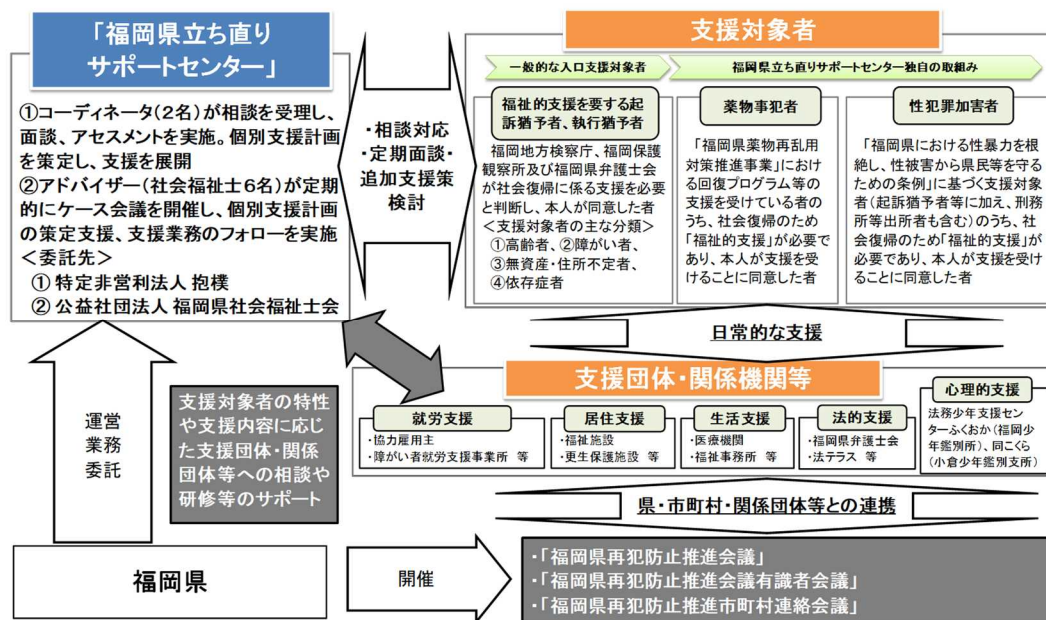 「福岡県立ち直り
サポートセンター」
①コーディネータ(2名)が相談を受理し、
面談、アセスメントを実施。個別支援計画
を策定し、支援を展開
②アドバイザー(社会福祉士6名)が定期
的にケース会議を開催し、個別支援計画
の策定支援、支援業務のフォローを実施
<委託先>
① 特定非営利法人 抱樸
② 公益社団法人 福岡県社会福祉士会
・相談対応
・定期面談・
追加支援策
検討
支援対象者
一般的な入口支援対象者
福岡県立ち直りサポートセンター独自の取組み
福祉的支援を要する起
訴猶予者、執行猶予者
福岡地方検察庁、福岡保護
観察所及び福岡県弁護士会
が社会復帰に係る支援を必要
と判断し、本人が同意した者
<支援対象者の主な分類>
①高齢者、②障がい者、
③無資産・住所不定者、
④依存症者
薬物事犯者
「福岡県薬物再乱用
対策推進事業」におけ
る回復プログラム等の
支援を受けている者の
うち、社会復帰のため
「福祉的支援」が必要で
あり、本人が支援を受
けることに同意した者
性犯罪加害者
「福岡県における性暴力を根
絶し、性被害から県民等を守る
ための条例」に基づく支援対象
者(起訴猶予者等に加え、刑務
所等出所者も含む)のうち、社
会復帰のため「福祉的支援」が
必要であり、本人が支援を受け
ることに同意した者
日常的な支援
支援団体・関係機関等
就労支援
・協力雇用主
・障がい者就労支援事業所 等
居住支援
・福祉施設
・更生保護施設 等
生活支援
・医療機関
・福祉事務所 等
法的支援
・福岡県弁護士会
・法テラス 等
心理的支援
法務少年支援セン
ターふくおか(福岡少
年鑑別所)、同こくら
(小倉少年鑑別支所)
運営
業務
委託
支援対象者の特性
や支援内容に応じ
た支援団体・関係
団体等への相談や
研修等のサポート
県・市町村・関係団体等との連携
福岡県
開催
・「福岡県再犯防止推進会議」
・「福岡県再犯防止推進会議有識者会議」
・「福岡県再犯防止推進市町村連絡会議」